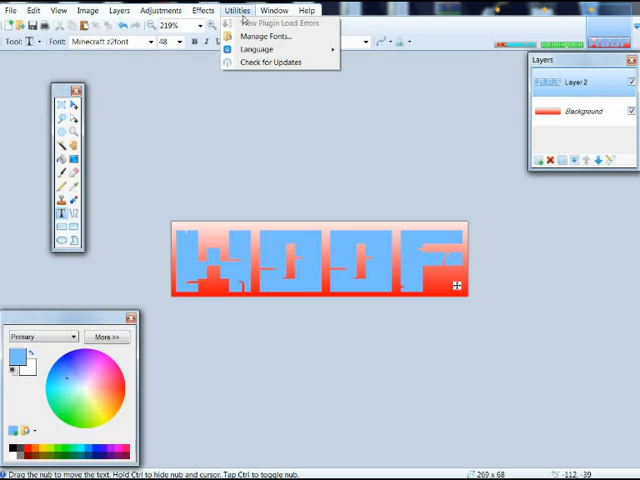 File Edit View Image Layers Adjustments Effects Utilities Window Help
219%
View Plugin Load Errors
Manage Fonts...
Language
Check for Updates
Tool: T Font: Minecraft z2font 48 B I
Layers
Layer 2
Background
WOOF
Primary
More >>
Drag the nub to move the text. Hold Ctrl to hide nub and cursor. Tap Ctrl to toggle nub.
269 x 68
-112, -39